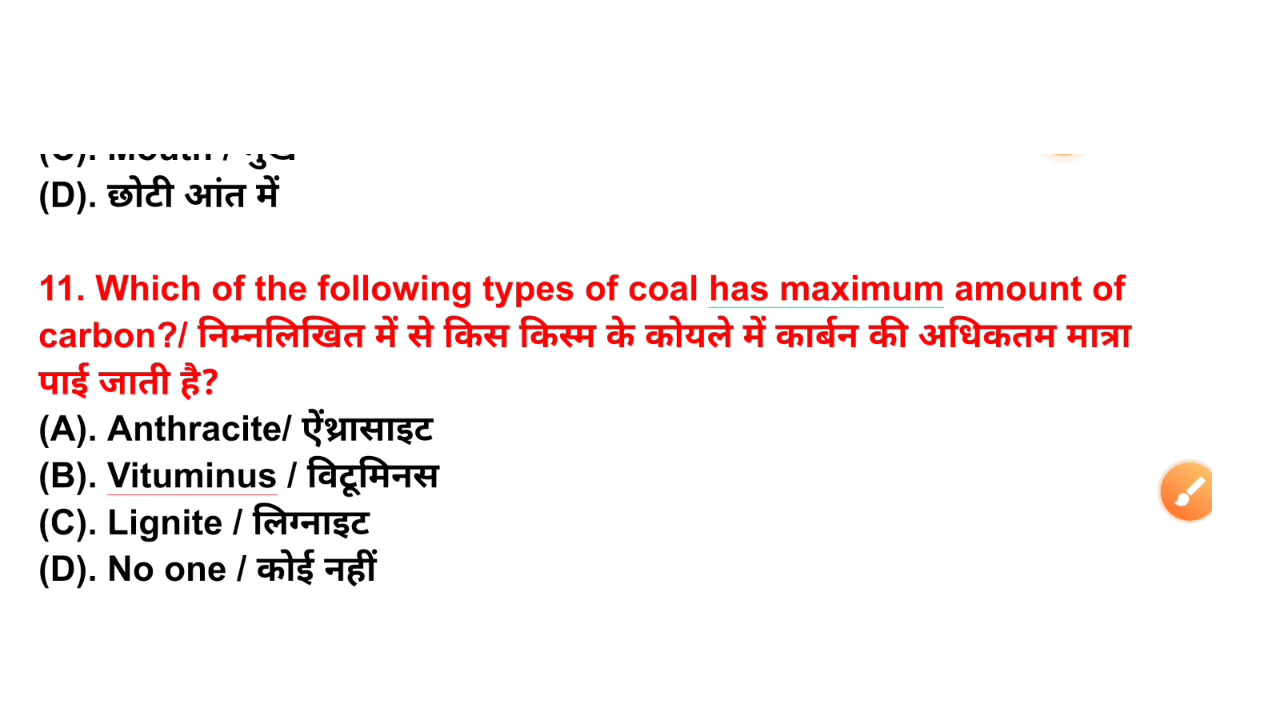 (C). Mouth / मुख
(D). छोटी आंत में
11. Which of the following types of coal has maximum amount of
carbon?/ निम्नलिखित में से किस किस्म के कोयले में कार्बन की अधिकतम मात्रा
पाई जाती है?
(A). Anthracite/ ऐंथ्रासाइट
(B). Vituminus / विटूमिनस
(C). Lignite / लिग्नाइट
(D). No one / कोई नहीं